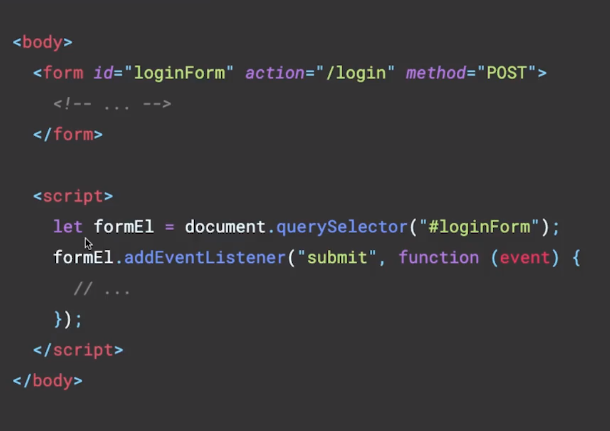 <body>
<form id="loginForm" action="/login" method="POST">
<!-- ... -->
</form>
<script>
let formEl = document.querySelector("#loginForm");
formEl.addEventListener("submit", function (event) {
// ...
});
</script>
</body>